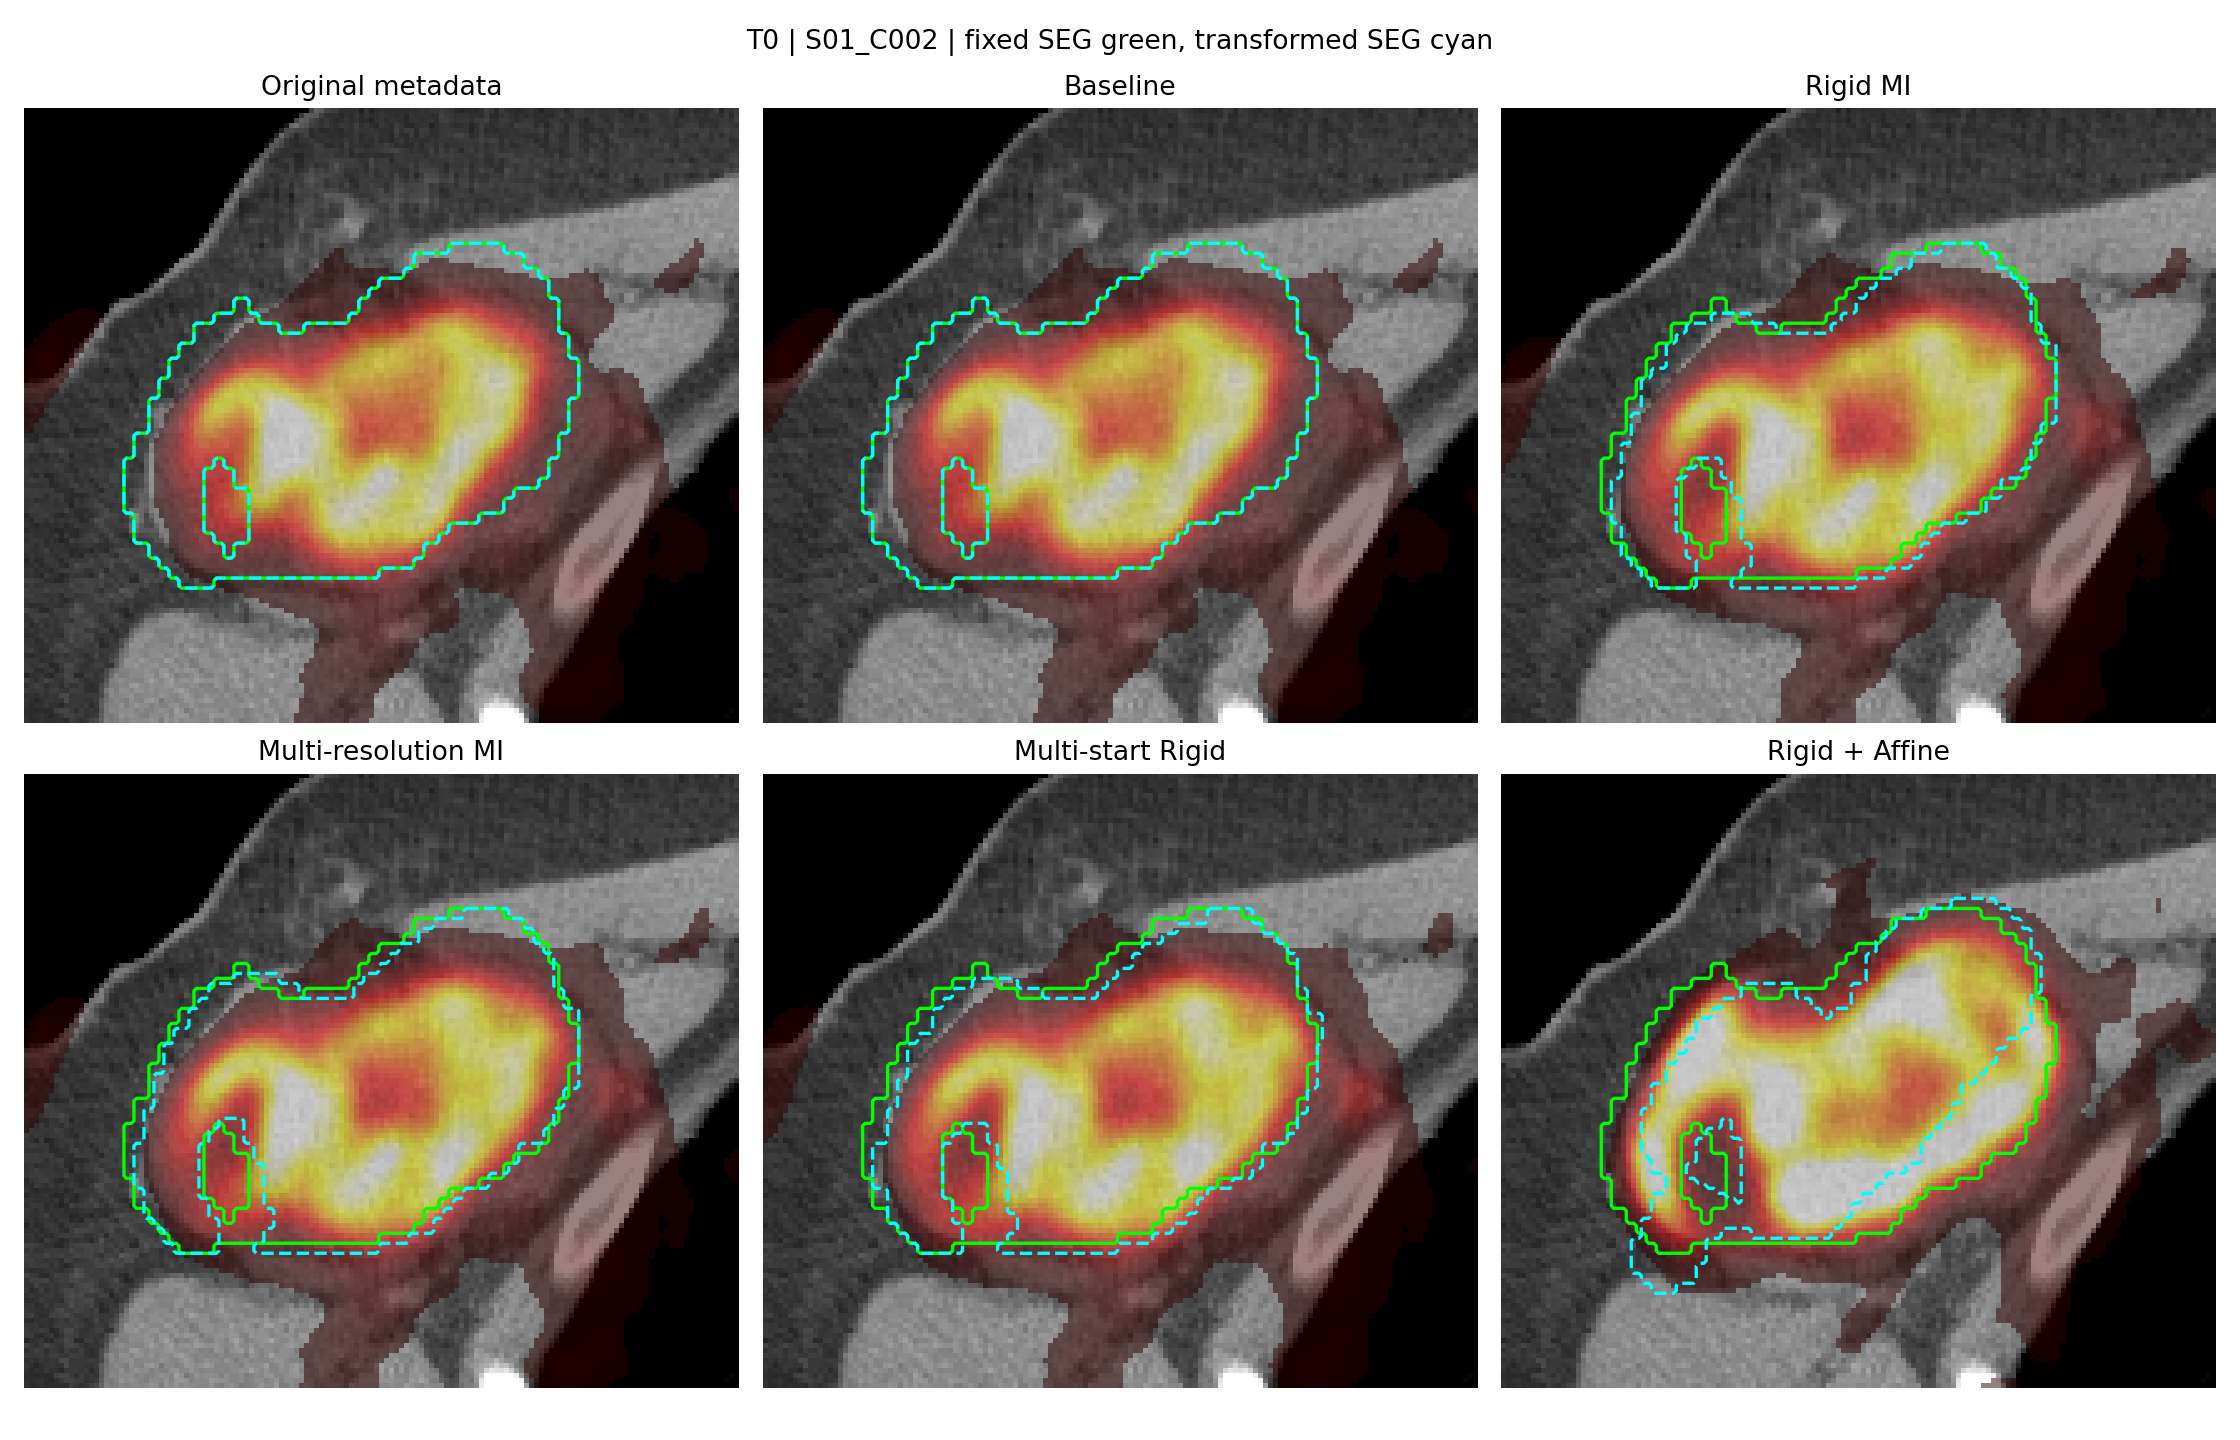 T0 | S01_C002 | fixed SEG green, transformed SEG cyan
Original metadata
Baseline
Rigid MI
Multi-resolution MI
Multi-start Rigid
Rigid + Affine